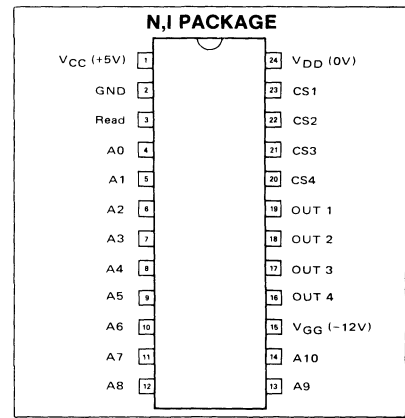 N,I PACKAGE
VCC (+5V) 1 24 VDD (0V)
GND 2 23 CS1
Read 3 22 CS2
A0 4 21 CS3
A1 5 20 CS4
A2 6 19 OUT 1
A3 7 18 OUT 2
A4 8 17 OUT 3
A5 9 16 OUT 4
A6 10 15 VGG (−12V)
A7 11 14 A10
A8 12 13 A9